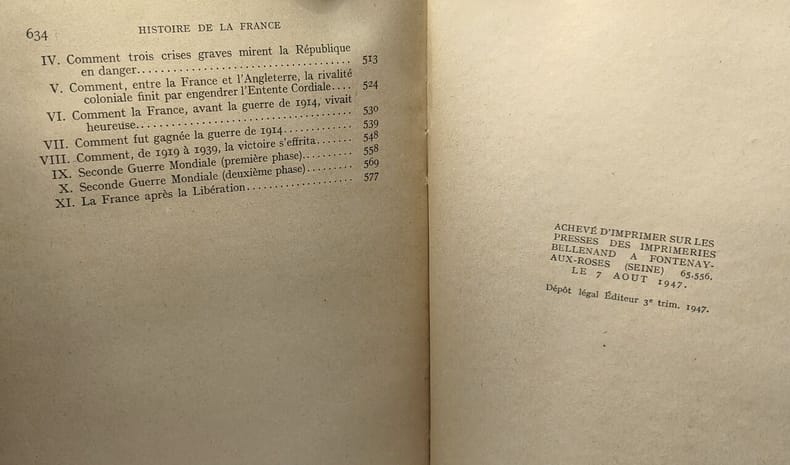 634
HISTOIRE DE LA FRANCE
IV. Comment trois crises graves mirent la République
en danger........................................ 513
V. Comment, entre la France et l'Angleterre, la rivalité
coloniale finit par engendrer l'Entente Cordiale.... 524
VI. Comment la France, avant la guerre de 1914, vivait
heureuse........................................ 530
VII. Comment fut gagnée la guerre de 1914............ 539
VIII. Comment, de 1919 à 1939, la victoire s'effrita....... 548
IX. Seconde Guerre Mondiale (première phase).......... 558
X. Seconde Guerre Mondiale (deuxième phase)......... 569
XI. La France après la Libération.................... 577
ACHEVÉ D'IMPRIMER SUR LES
PRESSES DES IMPRIMERIES
BELLENAND A FONTENAY-
AUX-ROSES (SEINE) 65.556.
LE 7 AOUT 1947.
Dépôt légal Éditeur 3e trim. 1947.